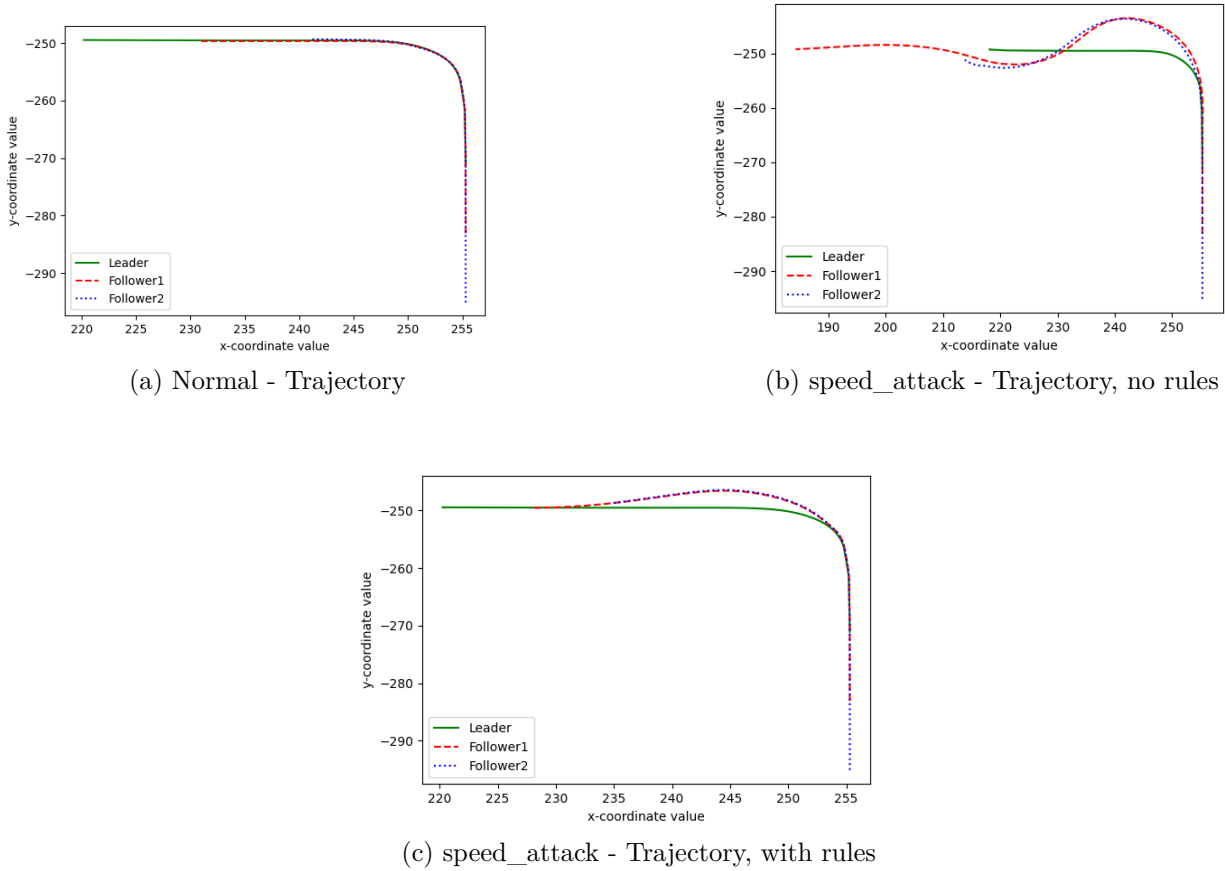 −250
−260
−270
−280
−290
y-coordinate value
Leader
Follower1
Follower2
220 225 230 235 240 245 250 255
x-coordinate value
(a) Normal - Trajectory
−250
−260
−270
−280
−290
y-coordinate value
Leader
Follower1
Follower2
190 200 210 220 230 240 250
x-coordinate value
(b) speed_attack - Trajectory, no rules
−250
−260
−270
−280
−290
y-coordinate value
Leader
Follower1
Follower2
220 225 230 235 240 245 250 255
x-coordinate value
(c) speed_attack - Trajectory, with rules